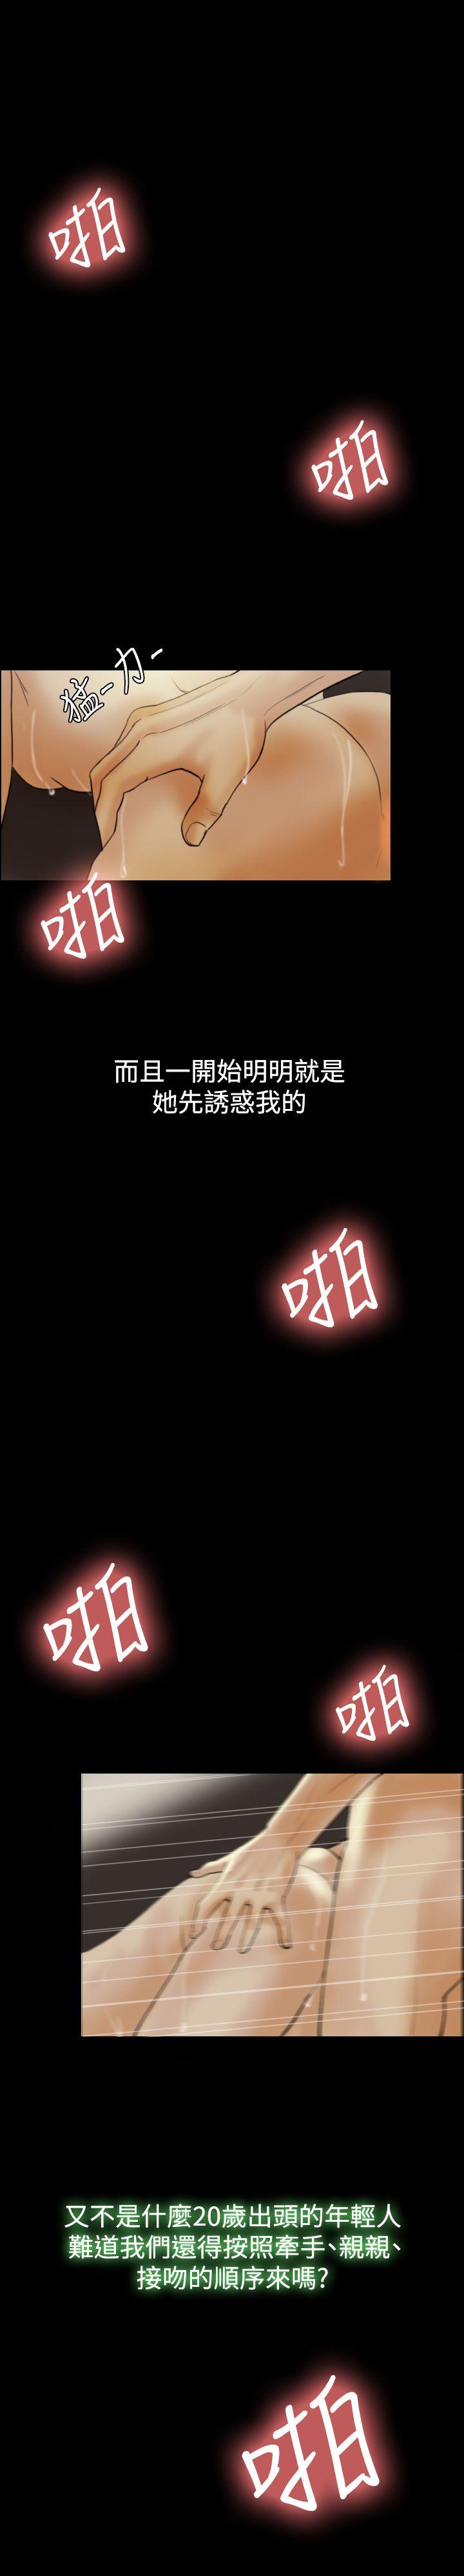 啪
啪
猛-力-
啪
而且一開始明明就是
她先誘惑我的
啪
啪
啪
又不是什麼20歲出頭的年輕人
難道我們還得按照牽手、親親、
接吻的順序來嗎?
啪